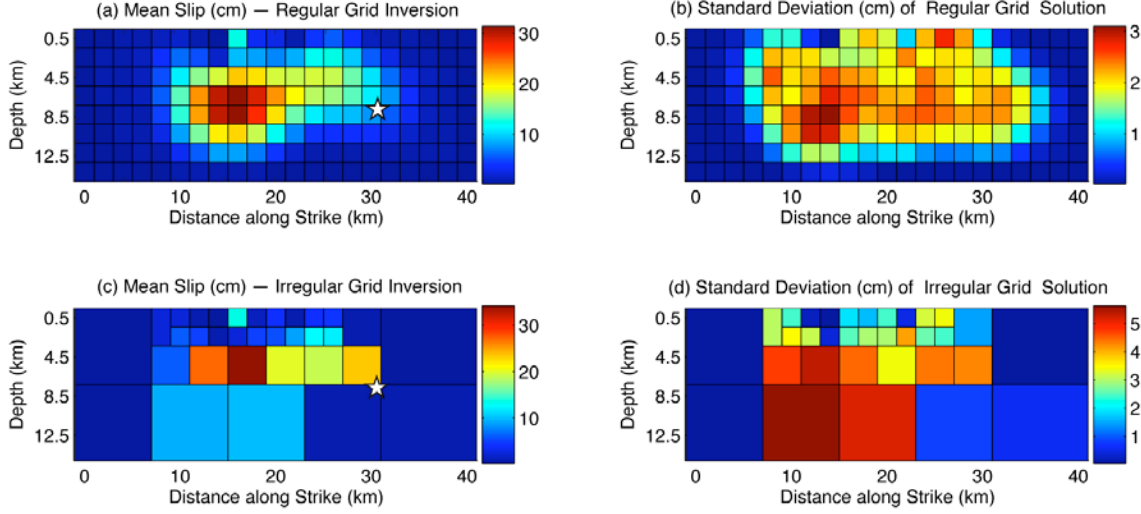 (a) Mean Slip (cm) — Regular Grid Inversion
0.5
4.5
8.5
12.5
Depth (km)
0 10 20 30 40
Distance along Strike (km)
30
20
10
(b) Standard Deviation (cm) of Regular Grid Solution
0.5
4.5
8.5
12.5
Depth (km)
0 10 20 30 40
Distance along Strike (km)
3
2
1
(c) Mean Slip (cm) — Irregular Grid Inversion
0.5
4.5
8.5
12.5
Depth (km)
0 10 20 30 40
Distance along Strike (km)
30
20
10
(d) Standard Deviation (cm) of Irregular Grid Solution
0.5
4.5
8.5
12.5
Depth (km)
0 10 20 30 40
Distance along Strike (km)
5
4
3
2
1